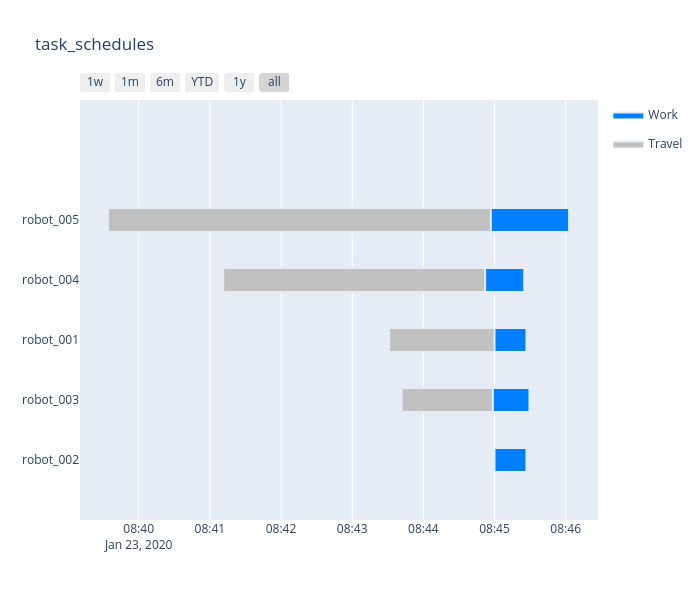 task_schedules
1w 1m 6m YTD 1y all
Work
Travel
robot_005
robot_004
robot_001
robot_003
robot_002
08:40 08:41 08:42 08:43 08:44 08:45 08:46
Jan 23, 2020